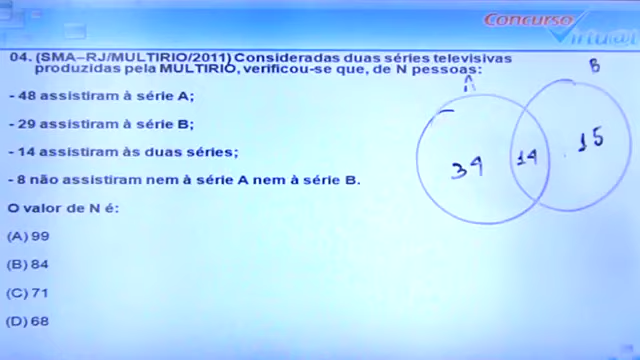 Concurso
Virtual
04. (SMA–RJ/MULTIRIO/2011) Consideradas duas séries televisivas
produzidas pela MULTIRIO, verificou-se que, de N pessoas:
- 48 assistiram à série A;
- 29 assistiram à série B;
- 14 assistiram às duas séries;
- 8 não assistiram nem à série A nem à série B.
O valor de N é:
(A) 99
(B) 84
(C) 71
(D) 68
A
B
34
14
15